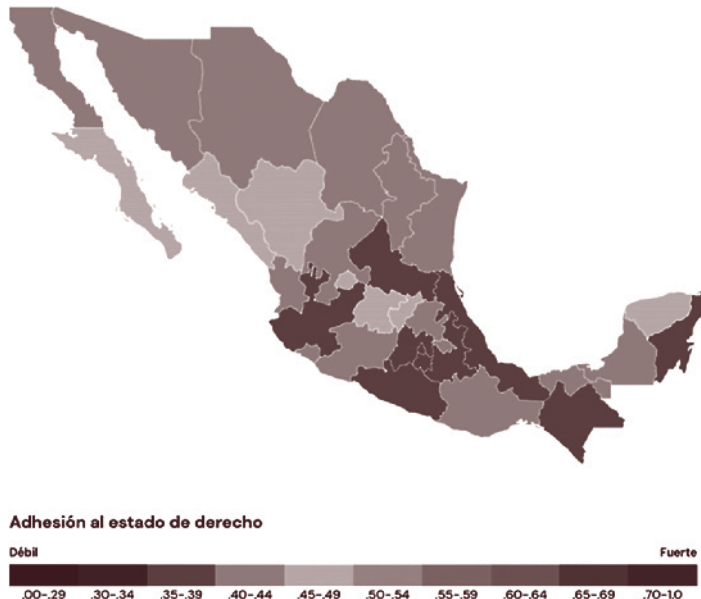 Adhesión al estado de derecho
Débil Fuerte
.00-.29 .30-.34 .35-.39 .40-.44 .45-.49 .50-.54 .55-.59 .60-.64 .65-.69 .70-1.0